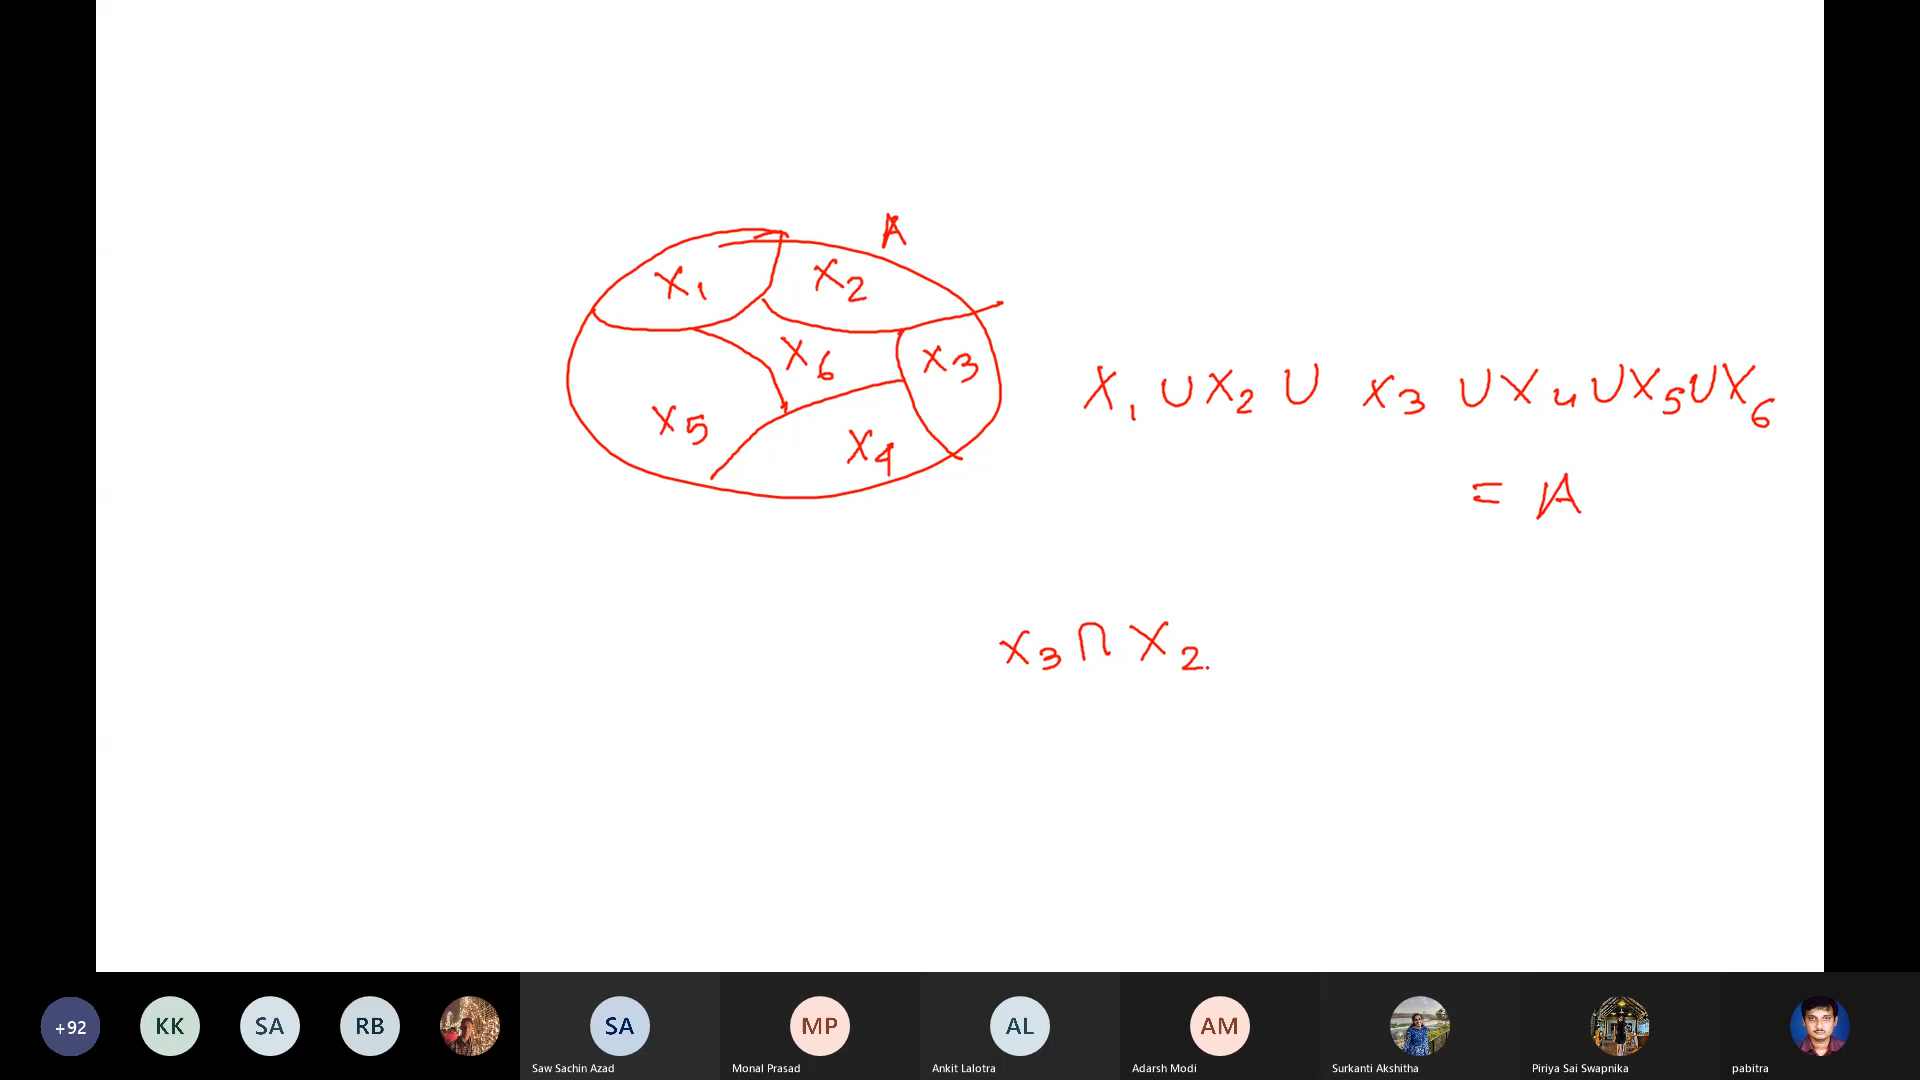 A
X1 X2
X6 X3
X5 X4
X1 ∪ X2 ∪ X3 ∪ X4 ∪ X5 ∪ X6
= A
X3 ∩ X2.
+92 KK SA RB SA MP AL AM
Saw Sachin Azad Monal Prasad Ankit Lalotra Adarsh Modi Surkanti Akshitha Piriya Sai Swapnika pabitra